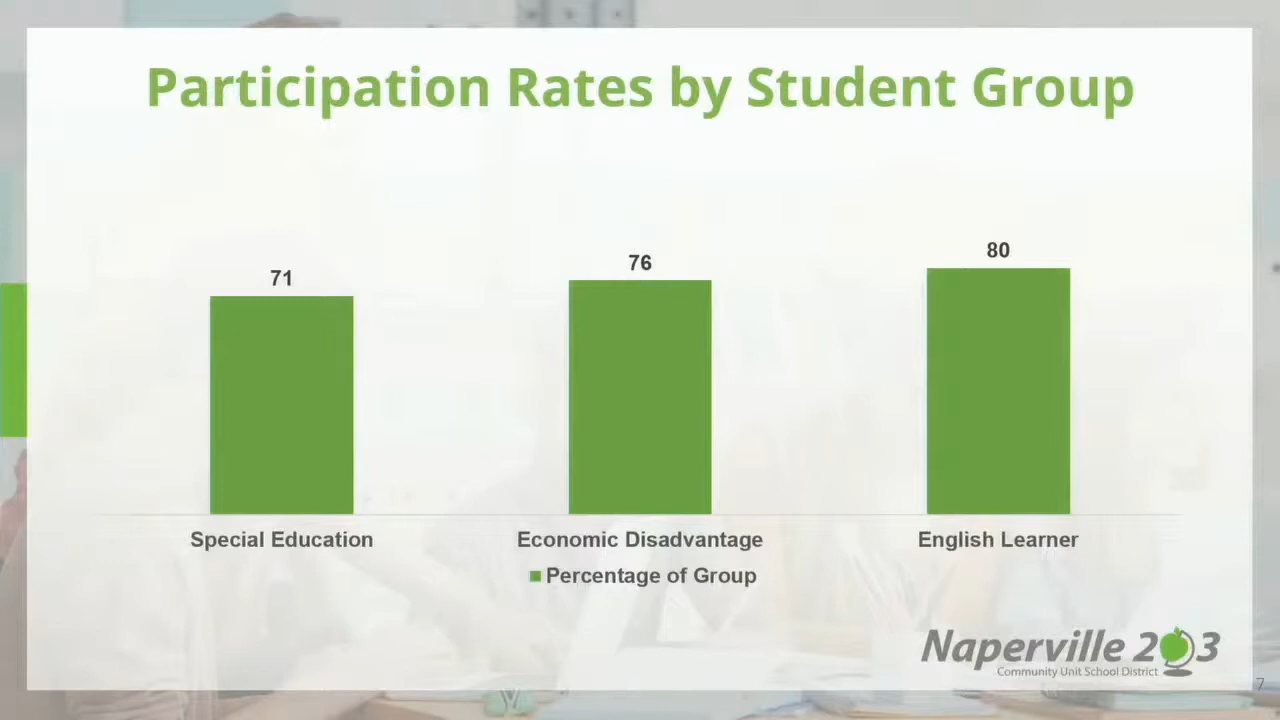 Participation Rates by Student Group
71
76
80
Special Education
Economic Disadvantage
English Learner
Percentage of Group
Naperville 203
Community Unit School District
7